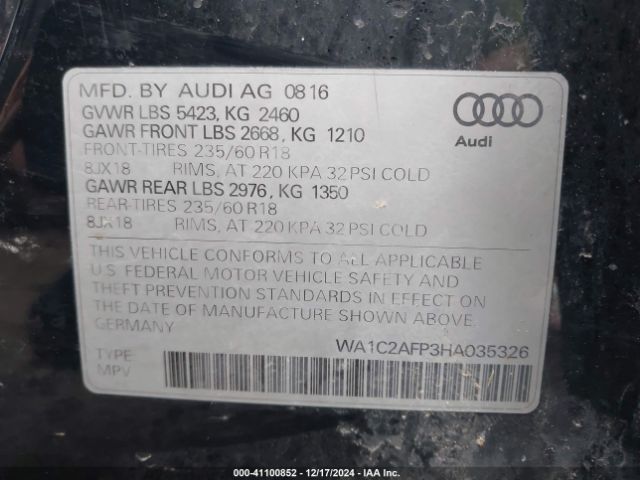 MFD. BY AUDI AG 0816
GVWR LBS 5423, KG 2460
GAWR FRONT LBS 2668, KG 1210
FRONT-TIRES 235/60 R18
8JX18 RIMS, AT 220 KPA 32 PSI COLD
GAWR REAR LBS 2976, KG 1350
REAR-TIRES 235/60 R18
8JX18 RIMS, AT 220 KPA 32 PSI COLD
Audi
THIS VEHICLE CONFORMS TO ALL APPLICABLE
U.S. FEDERAL MOTOR VEHICLE SAFETY AND
THEFT PREVENTION STANDARDS IN EFFECT ON
THE DATE OF MANUFACTURE SHOWN ABOVE.
GERMANY
WA1C2AFP3HA035326
TYPE:
MPV
000-41100852 - 12/17/2024 - IAA Inc.